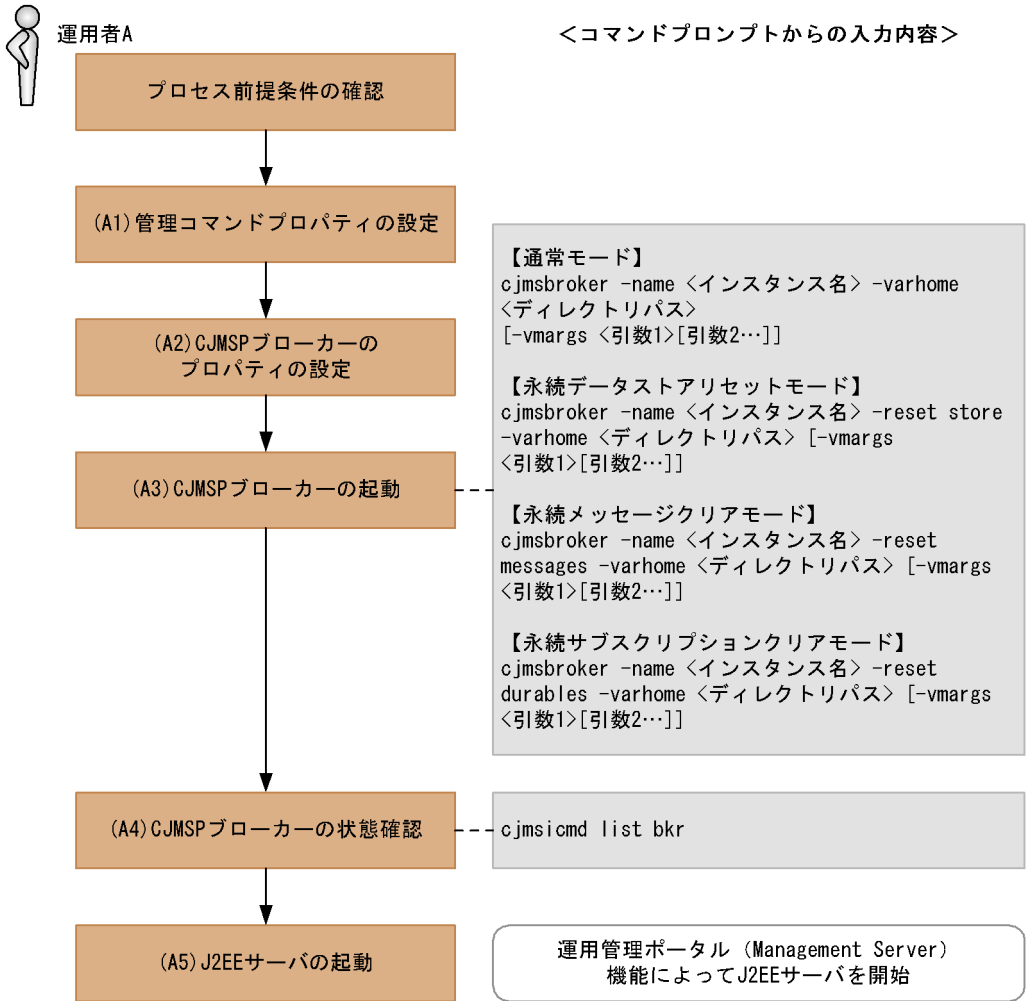 運用者A
＜コマンドプロンプトからの入力内容＞
プロセス前提条件の確認
(A1)管理コマンドプロパティの設定
(A2)CJMSPブローカーの
プロパティの設定
(A3)CJMSPブローカーの起動
【通常モード】
cjmsbroker -name <インスタンス名> -varhome
<ディレクトリパス>
[-vmargs <引数1>[引数2…]]
【永続データストアリセットモード】
cjmsbroker -name <インスタンス名> -reset store
-varhome <ディレクトリパス> [-vmargs
<引数1>[引数2…]]
【永続メッセージクリアモード】
cjmsbroker -name <インスタンス名> -reset
messages -varhome <ディレクトリパス> [-vmargs
<引数1>[引数2…]]
【永続サブスクリプションクリアモード】
cjmsbroker -name <インスタンス名> -reset
durables -varhome <ディレクトリパス> [-vmargs
<引数1>[引数2…]]
(A4)CJMSPブローカーの状態確認
cjmsicmd list bkr
(A5)J2EEサーバの起動
運用管理ポータル（Management Server）
機能によってJ2EEサーバを開始